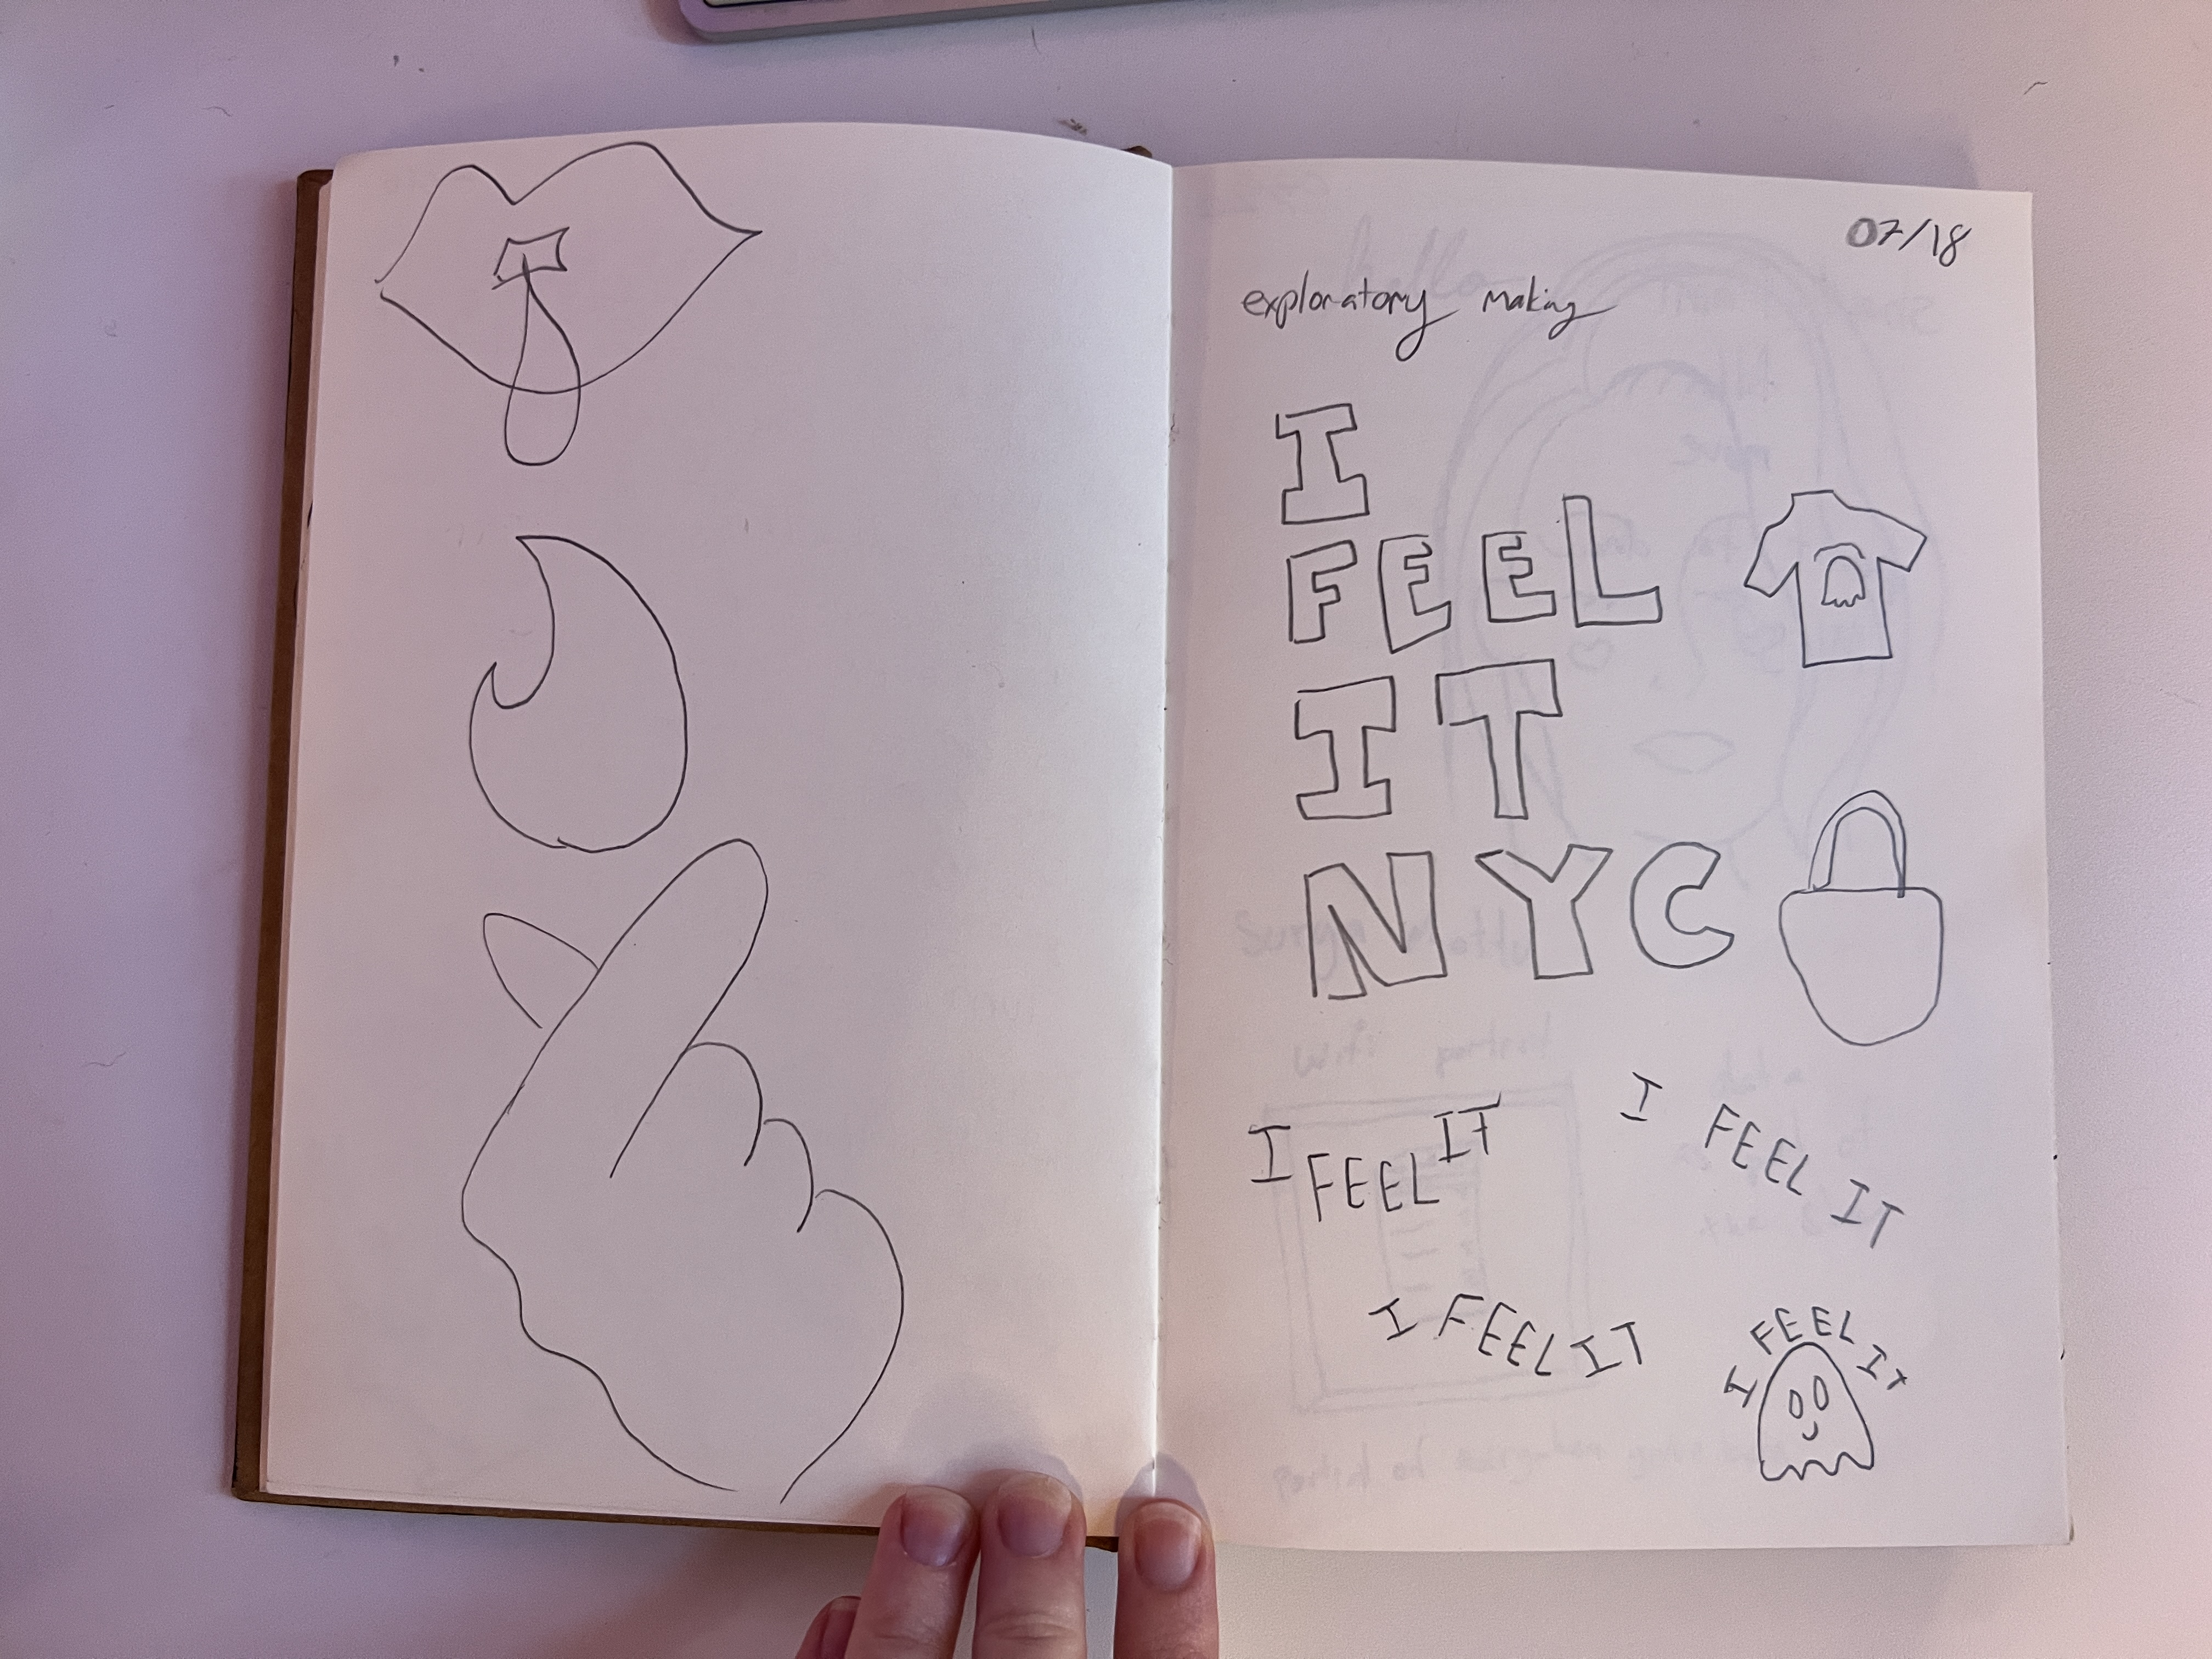 07/18
exploratory making
I
FEEL
IT
NYC
I FEEL IT
I FEEL IT
I FEEL IT
I FEEL IT